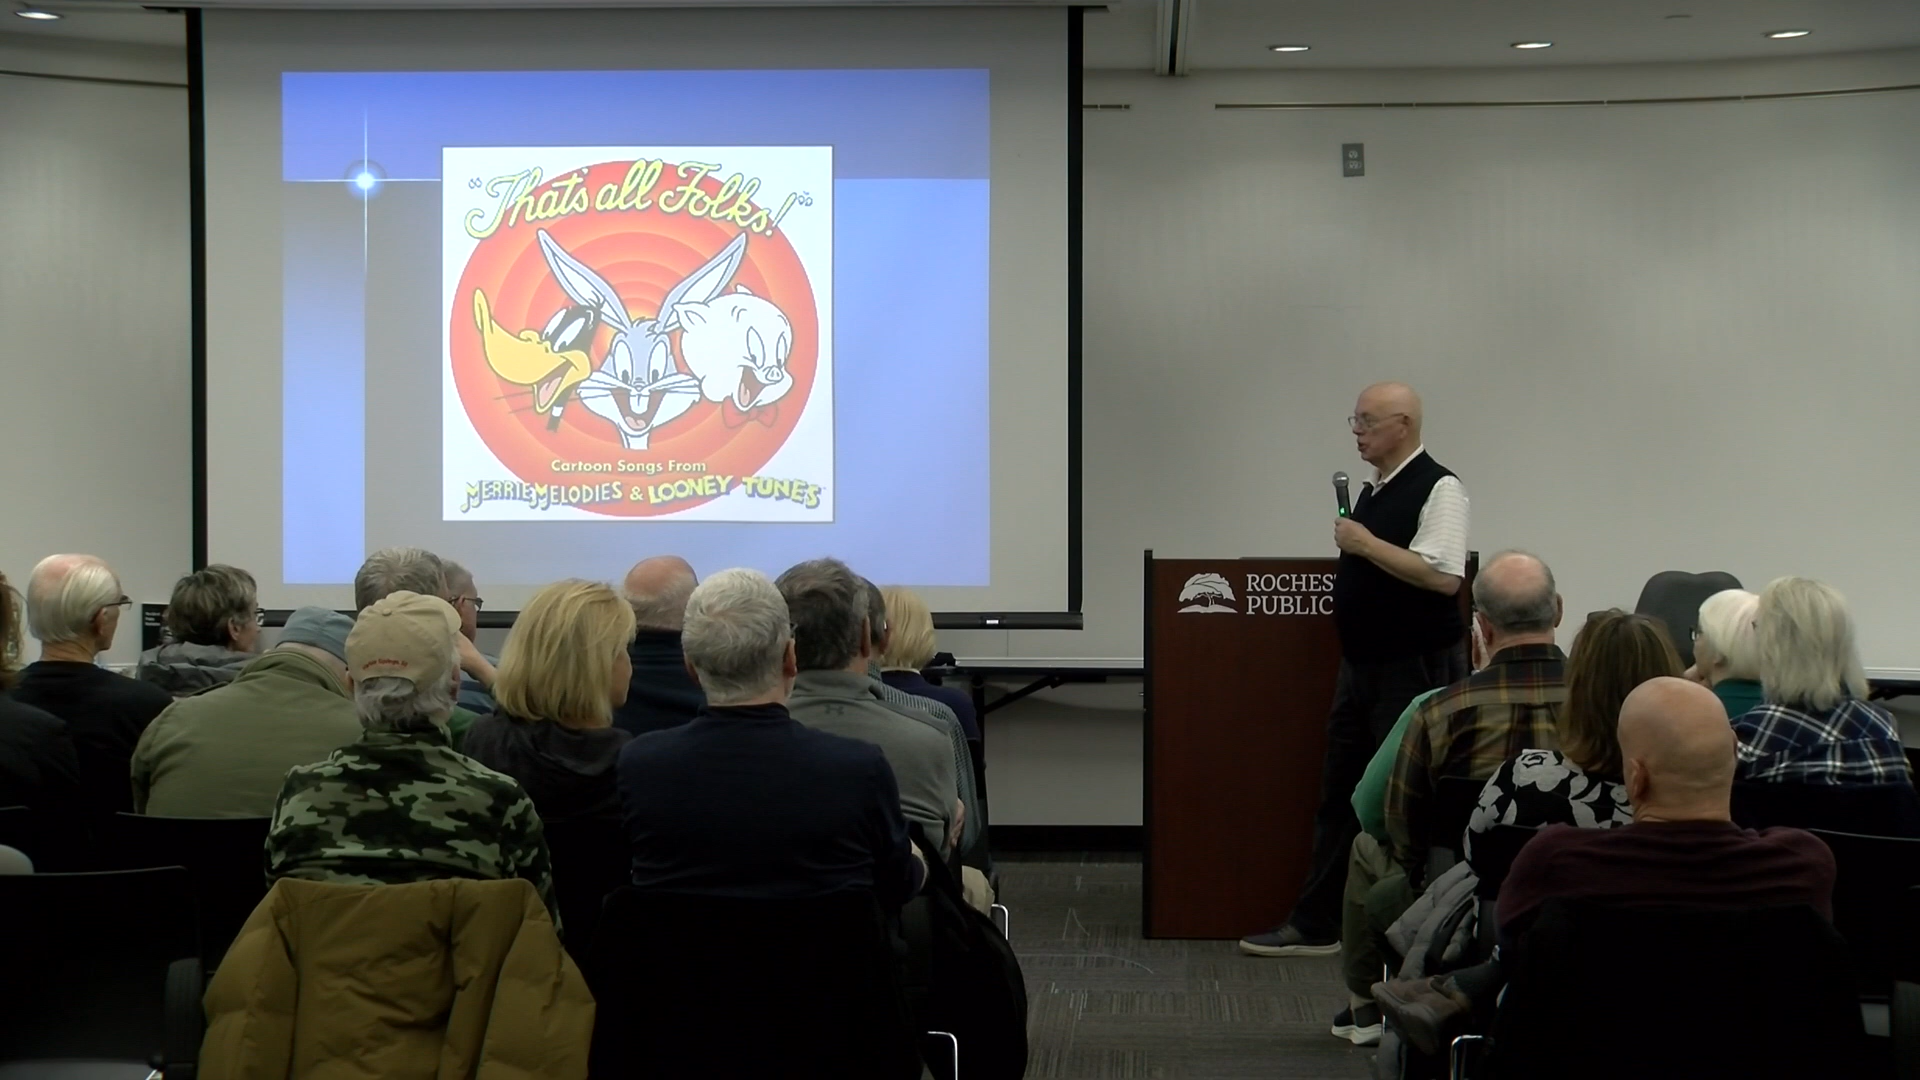 "That's all Folks!"
Cartoon Songs From
MERRIE MELODIES & LOONEY TUNES
ROCHES
PUBLIC